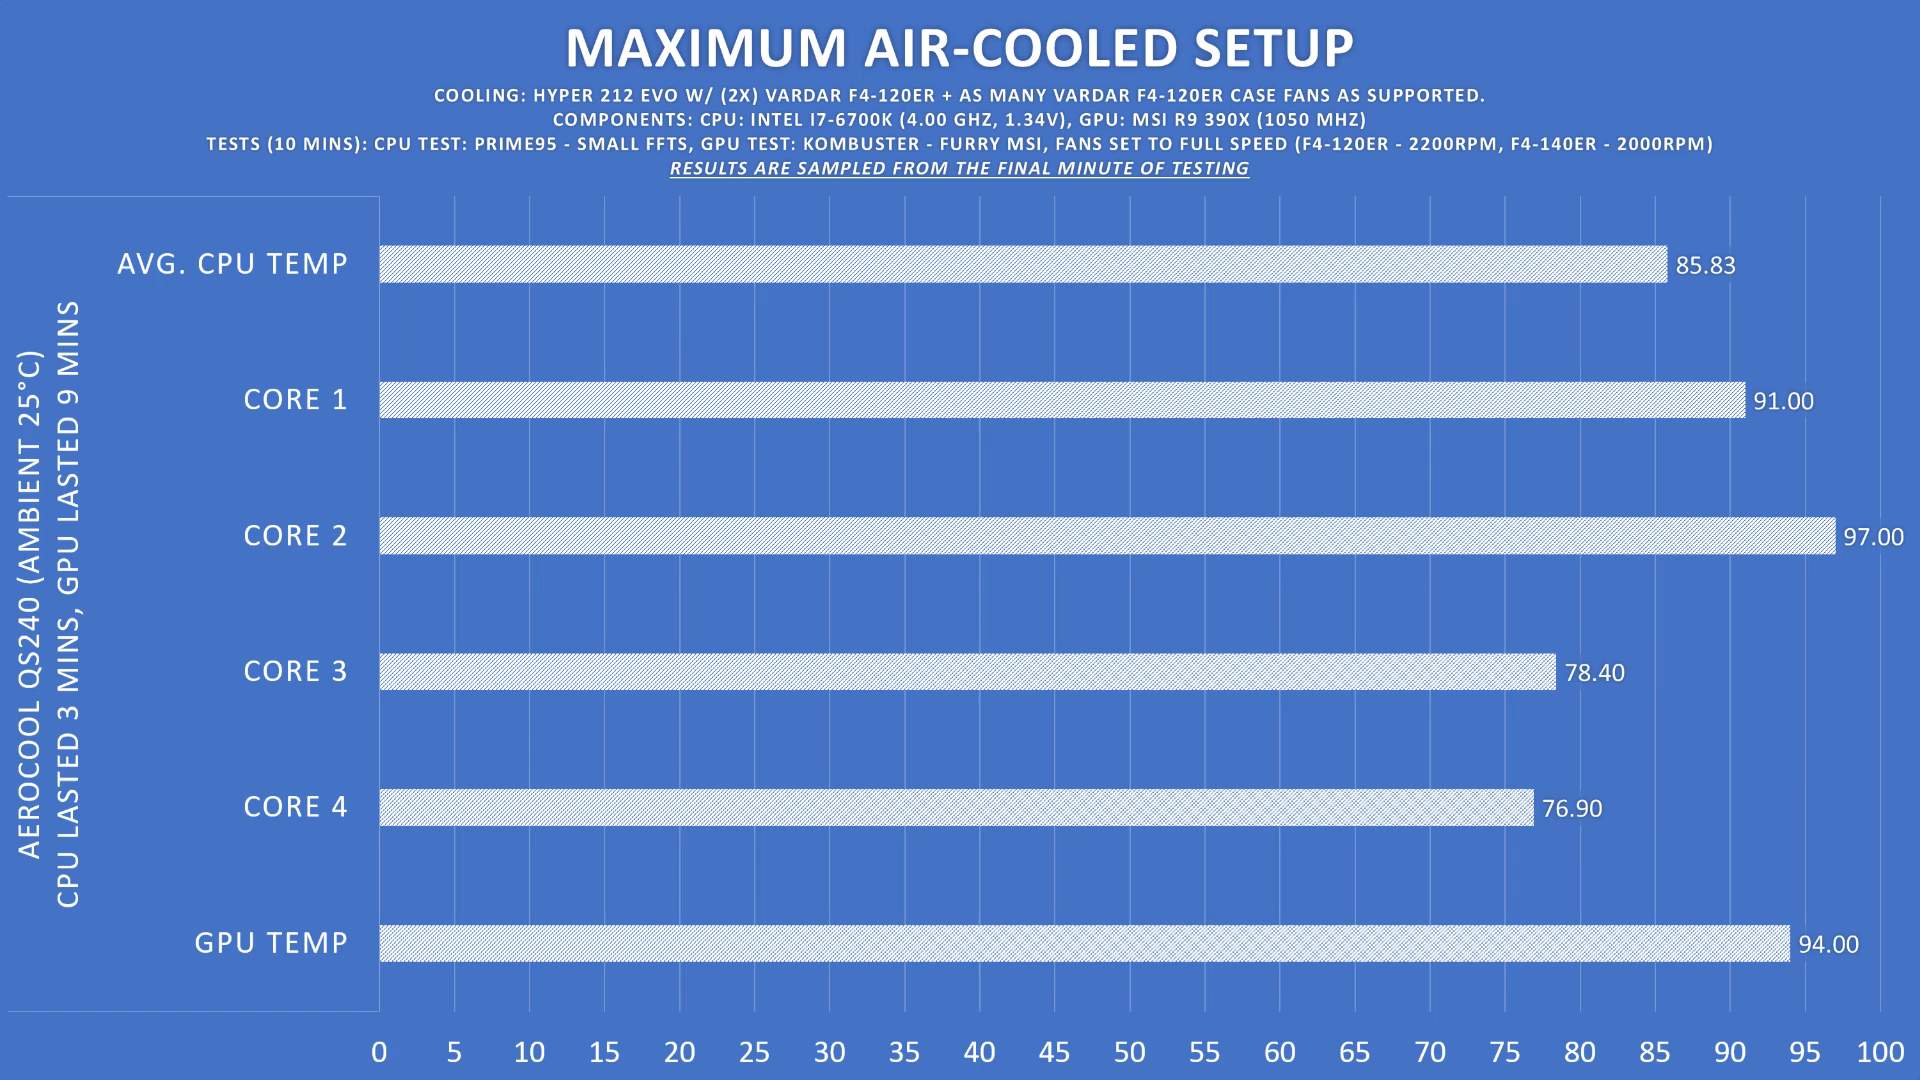 MAXIMUM AIR-COOLED SETUP
COOLING: HYPER 212 EVO W/ (2X) VARDAR F4-120ER + AS MANY VARDAR F4-120ER CASE FANS AS SUPPORTED.
COMPONENTS: CPU: INTEL I7-6700K (4.00 GHZ, 1.34V), GPU: MSI R9 390X (1050 MHZ)
TESTS (10 MINS): CPU TEST: PRIME95 - SMALL FFTS, GPU TEST: KOMBUSTER - FURRY MSI, FANS SET TO FULL SPEED (F4-120ER - 2200RPM, F4-140ER - 2000RPM)
RESULTS ARE SAMPLED FROM THE FINAL MINUTE OF TESTING
AEROCOOL QS240 (AMBIENT 25°C)
CPU LASTED 3 MINS, GPU LASTED 9 MINS
AVG. CPU TEMP 85.83
CORE 1 91.00
CORE 2 97.00
CORE 3 78.40
CORE 4 76.90
GPU TEMP 94.00
0 5 10 15 20 25 30 35 40 45 50 55 60 65 70 75 80 85 90 95 100